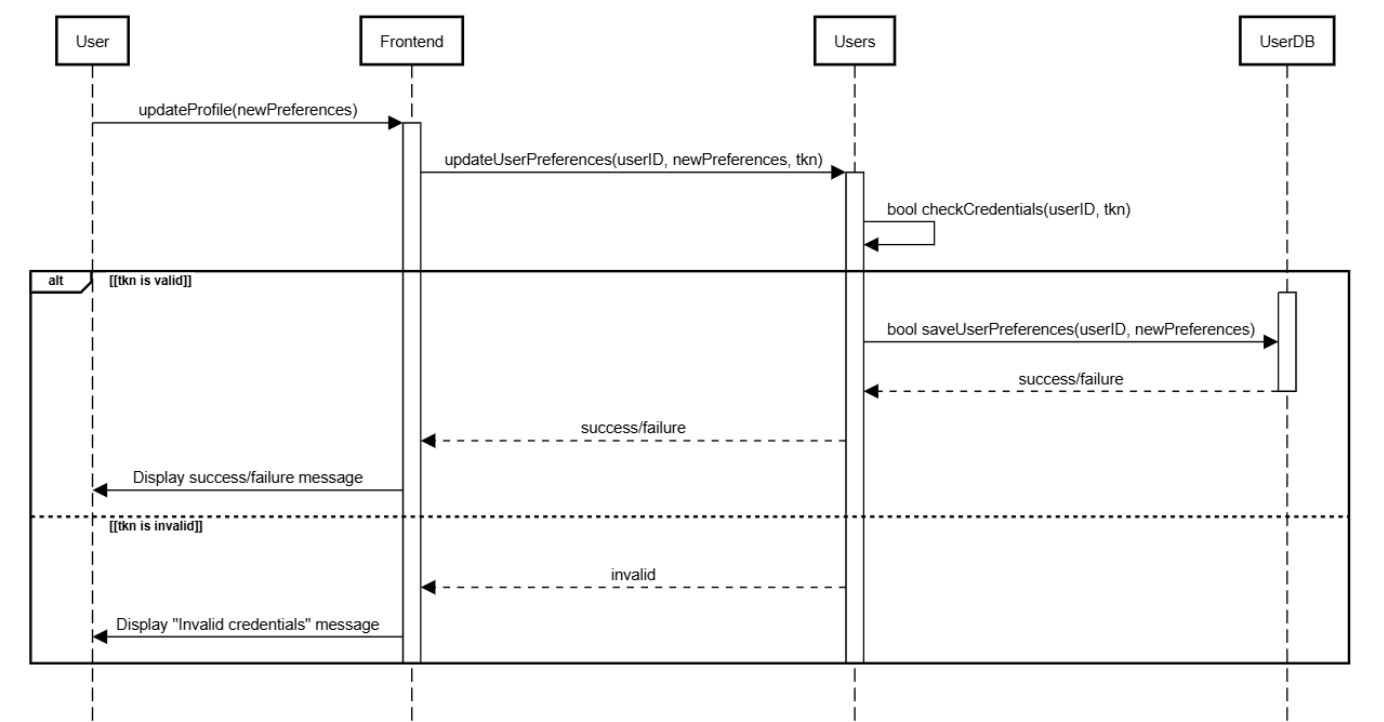 User
Frontend
Users
UserDB
updateProfile(newPreferences)
updateUserPreferences(userID, newPreferences, tkn)
bool checkCredentials(userID, tkn)
alt
[[tkn is valid]]
bool saveUserPreferences(userID, newPreferences)
success/failure
success/failure
Display success/failure message
[[tkn is invalid]]
invalid
Display "Invalid credentials" message